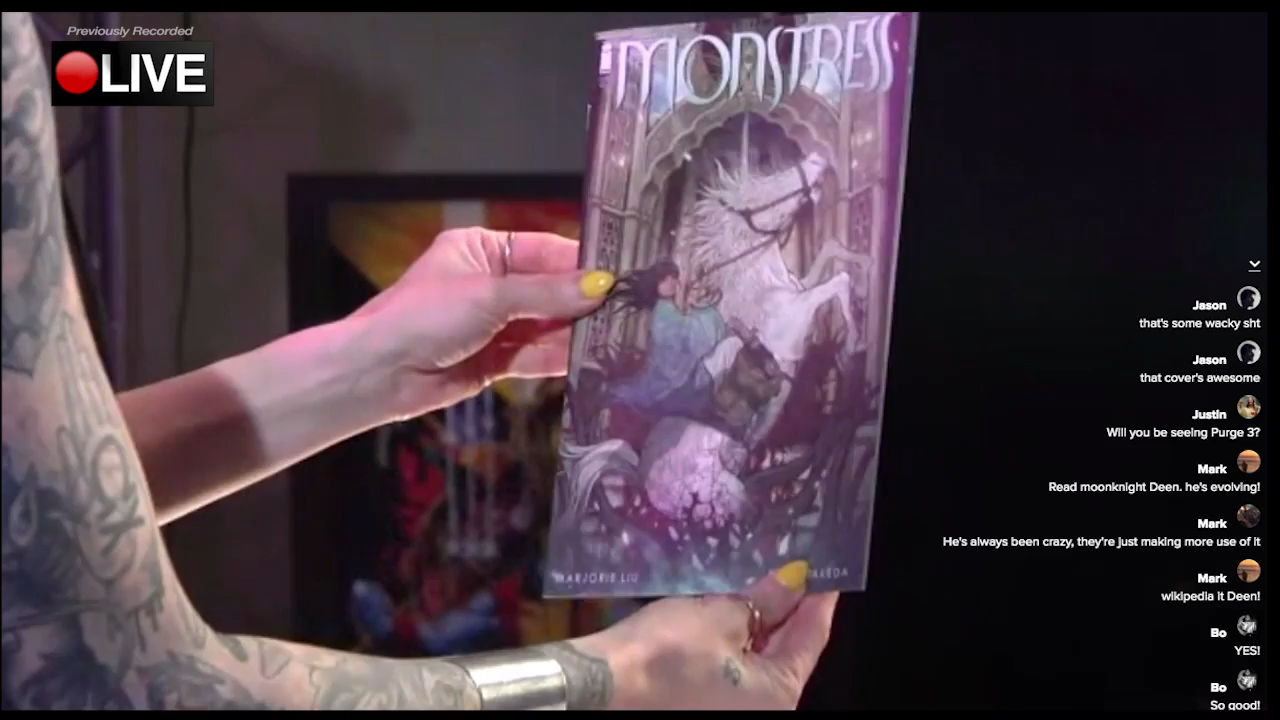 Previously Recorded
LIVE
MONSTRESS
MARJORIE LIU
Jason
that's some wacky sht
Jason
that cover's awesome
Justin
Will you be seeing Purge 3?
Mark
Read moonknight Deen. he's evolving!
Mark
He's always been crazy, they're just making more use of it
Mark
wikipedia it Deen!
Bo
YES!
Bo
So good!